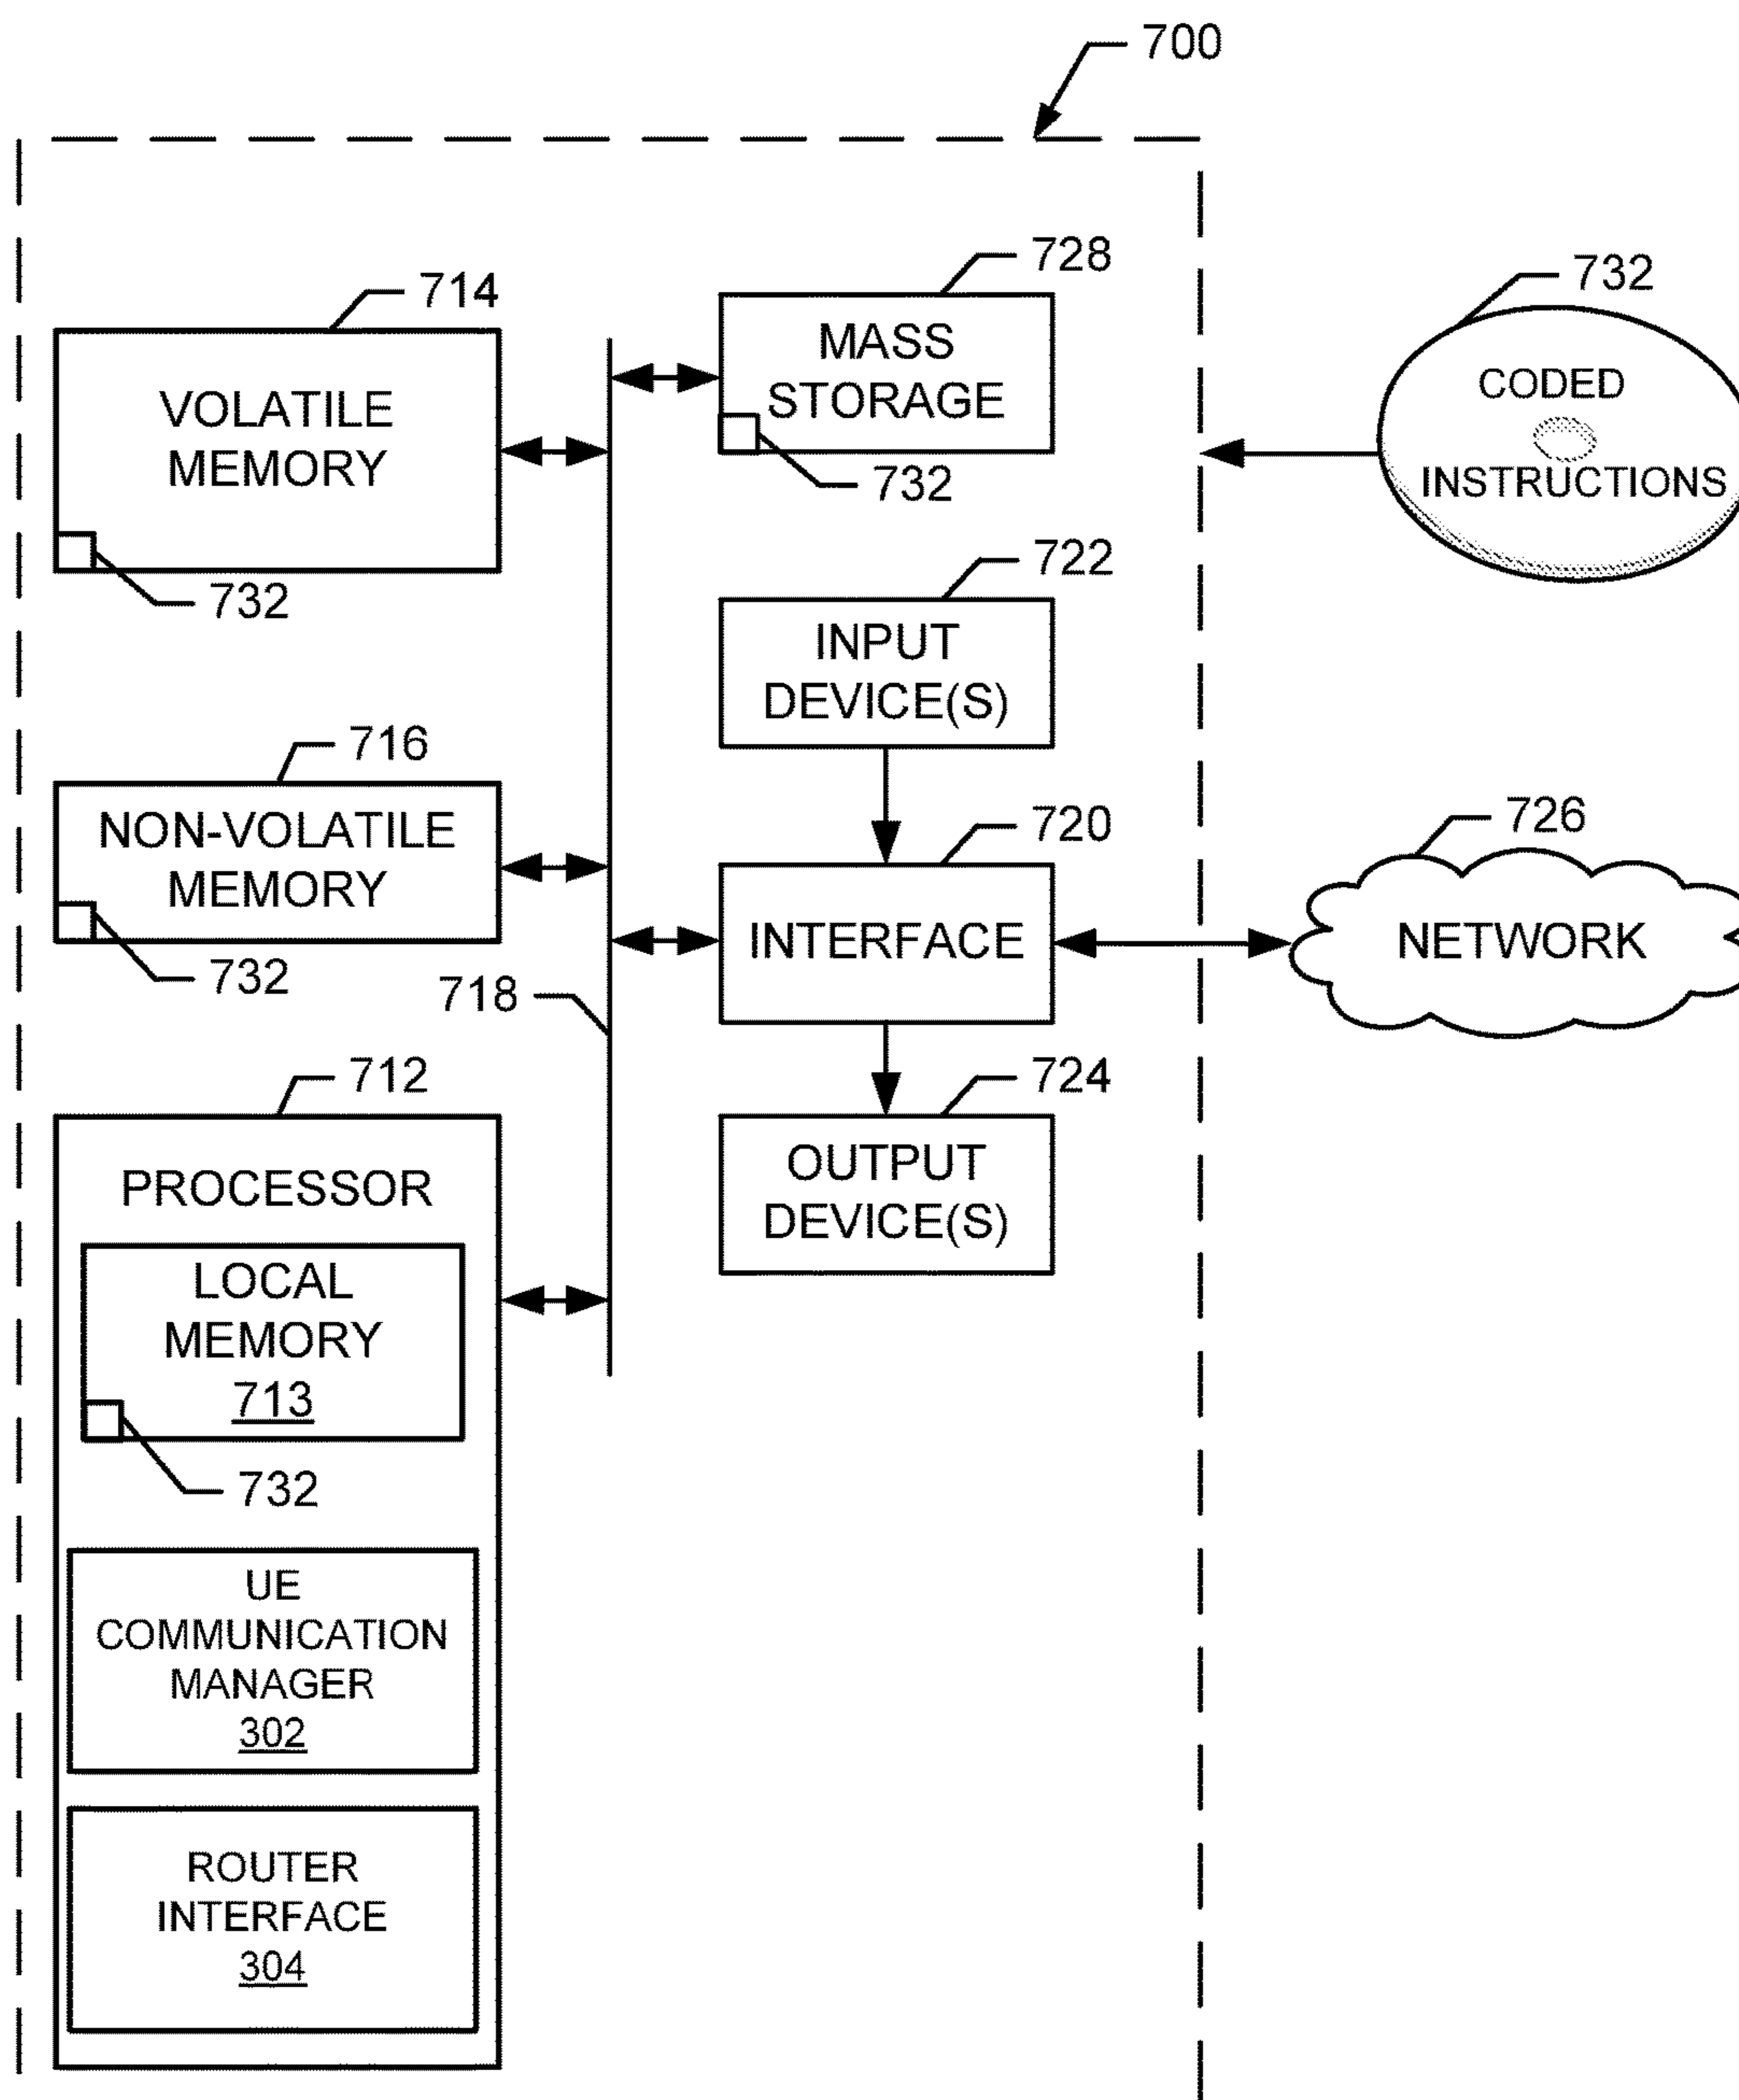 700
714
VOLATILE
MEMORY
732
728
MASS
STORAGE
732
732
CODED
INSTRUCTIONS
722
INPUT
DEVICE(S)
716
NON-VOLATILE
MEMORY
732
718
720
INTERFACE
726
NETWORK
712
PROCESSOR
LOCAL
MEMORY
713
732
724
OUTPUT
DEVICE(S)
UE
COMMUNICATION
MANAGER
302
ROUTER
INTERFACE
304